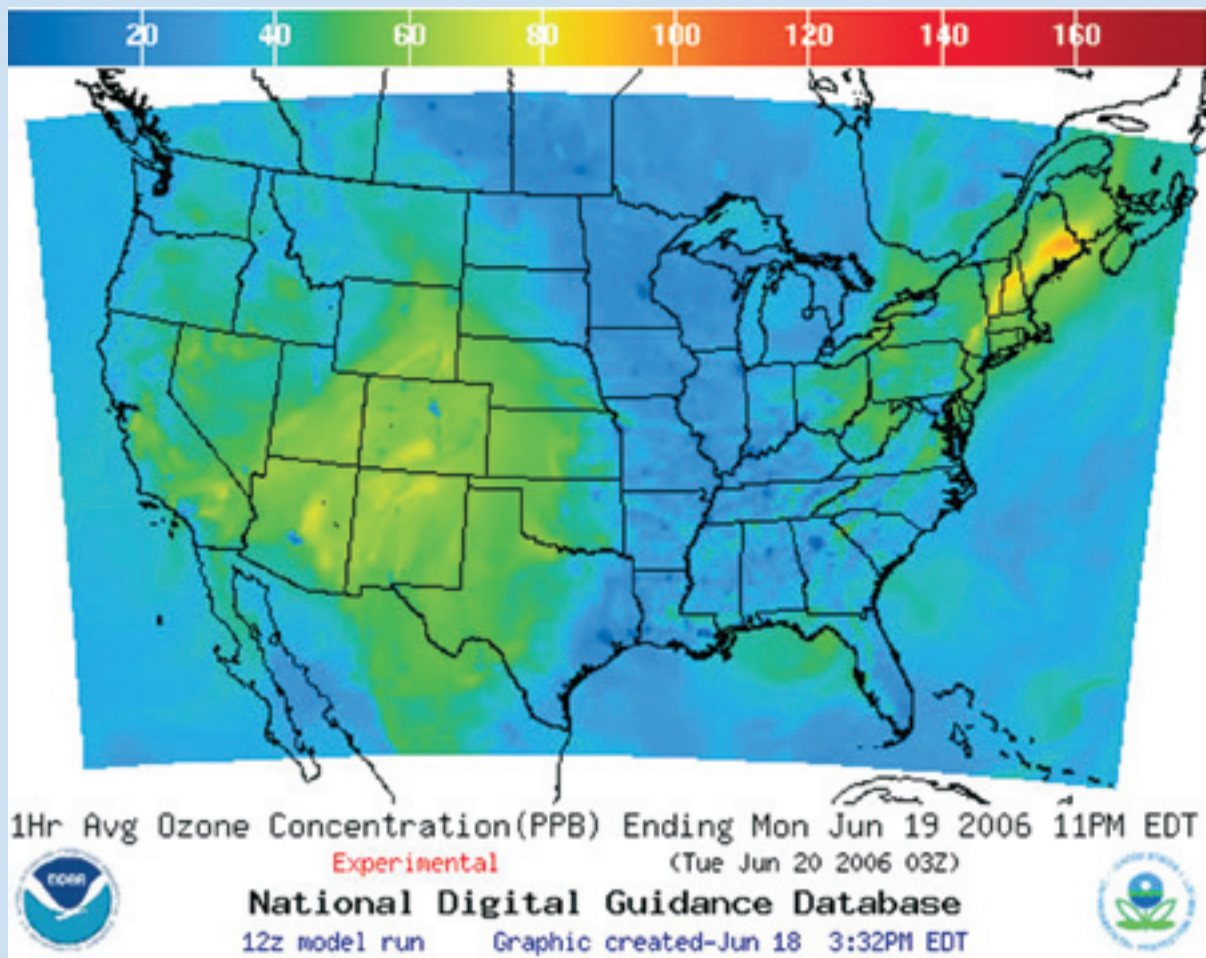 20 40 60 80 100 120 140 160
1Hr Avg Ozone Concentration(PPB) Ending Mon Jun 19 2006 11PM EDT
Experimental (Tue Jun 20 2006 03Z)
National Digital Guidance Database
12z model run Graphic created-Jun 18 3:32PM EDT